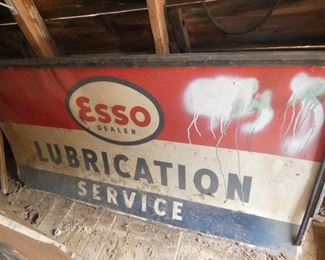 Esso
DEALER
LUBRICATION
SERVICE